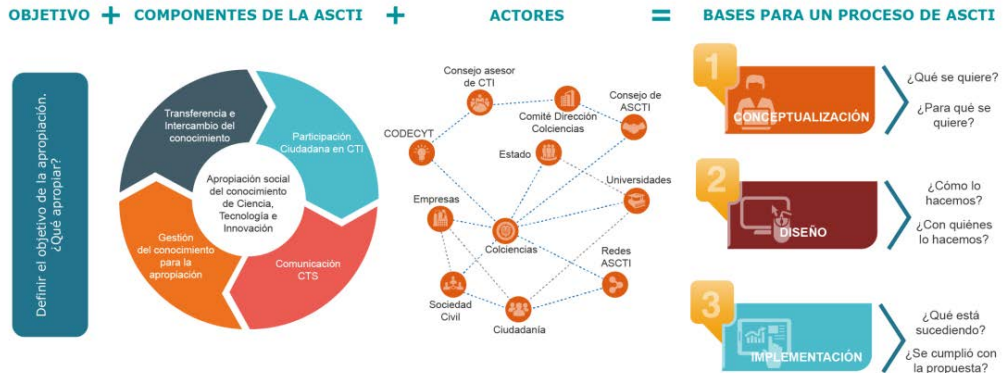 OBJETIVO + COMPONENTES DE LA ASCTI + ACTORES = BASES PARA UN PROCESO DE ASCTI
Definir el objetivo de la apropiación.
¿Qué apropiar?
Transferencia e
Intercambio del
conocimiento
Participación
Ciudadana en CTI
Apropiación social
del conocimiento
de Ciencia,
Tecnología e
Innovación
Gestión
del conocimiento
para la
apropiación
Comunicación
CTS
Consejo asesor
de CTI
Comité Dirección
Colciencias
Consejo de
ASCTI
CODECYT
Estado
Universidades
Empresas
Colciencias
Redes
ASCTI
Sociedad
Civil
Ciudadanía
1
CONCEPTUALIZACIÓN
¿Qué se quiere?
¿Para qué se
quiere?
2
DISEÑO
¿Cómo lo
hacemos?
¿Con quiénes
lo hacemos?
3
IMPLEMENTACIÓN
¿Qué está
sucediendo?
¿Se cumplió con
la propuesta?